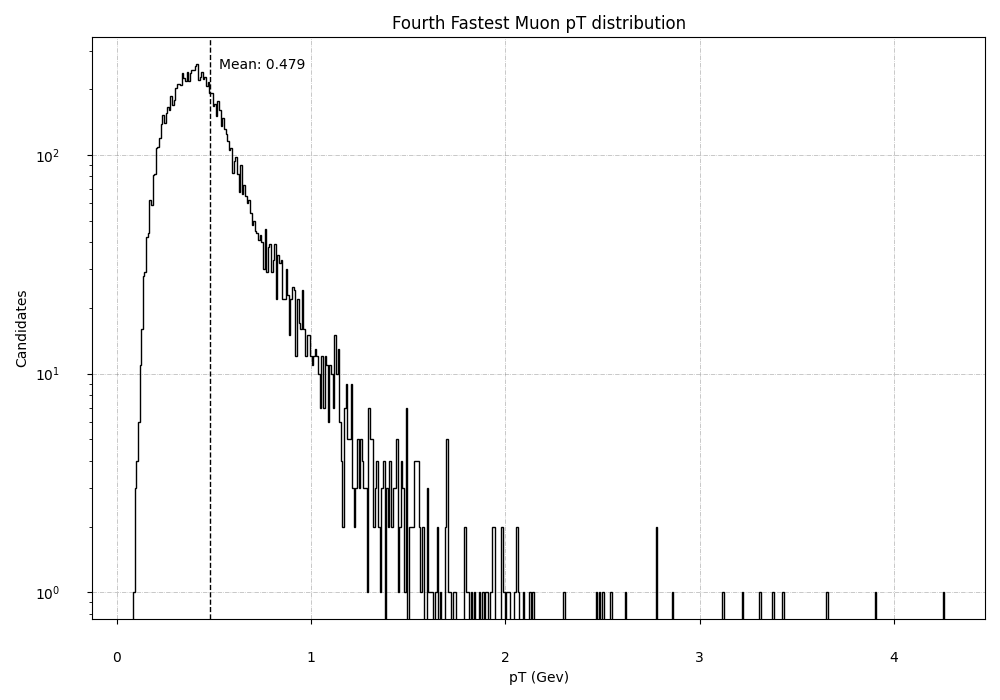 Fourth Fastest Muon pT distribution
Mean: 0.479
Candidates
10²
10¹
10⁰
0 1 2 3 4
pT (Gev)